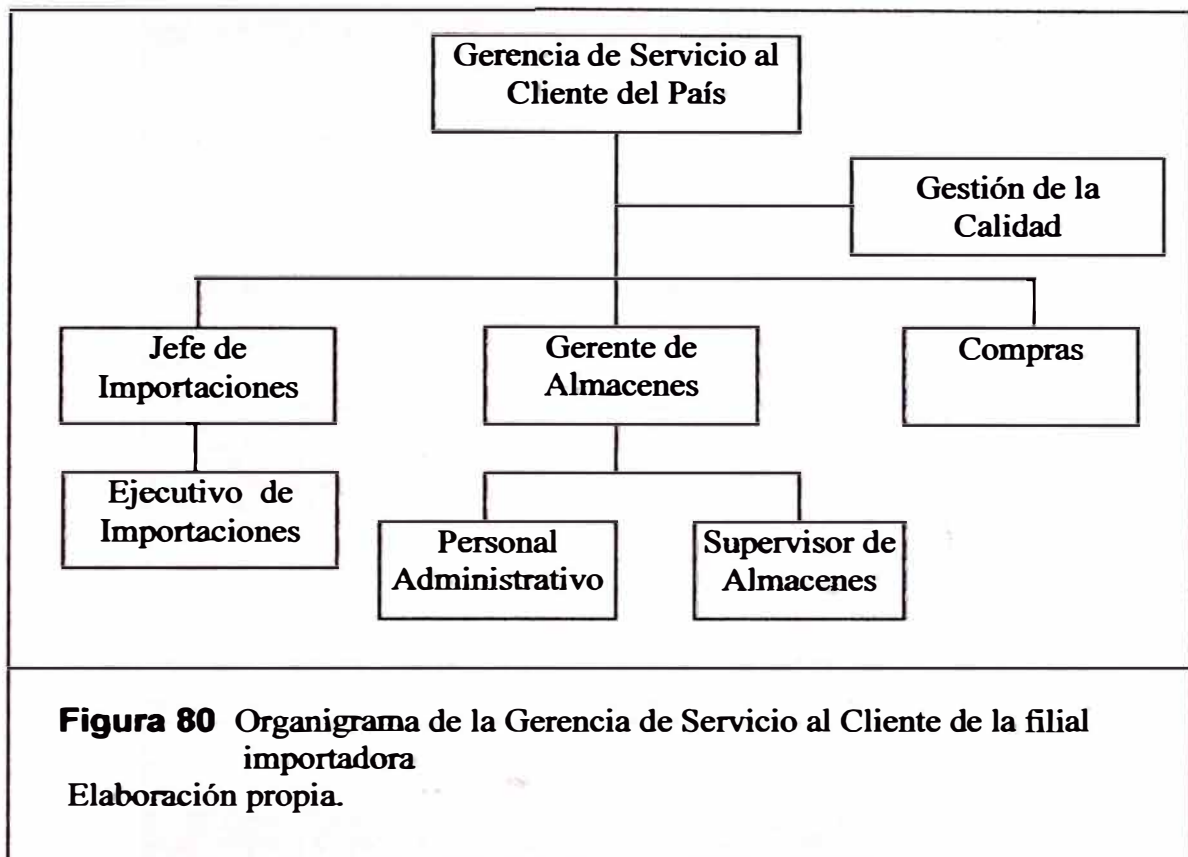 Gerencia de Servicio al
Cliente del País
Gestión de la
Calidad
Jefe de
Importaciones
Gerente de
Almacenes
Compras
Ejecutivo de
Importaciones
Personal
Administrativo
Supervisor de
Almacenes
Figura 80 Organigrama de la Gerencia de Servicio al Cliente de la filial
importadora
Elaboración propia.